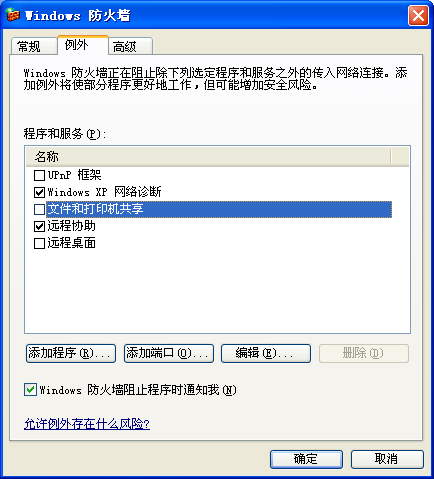 Windows 防火墙
常规 例外 高级
Windows 防火墙正在阻止除下列选定程序和服务之外的传入网络连接。添
加例外将使部分程序更好地工作，但可能增加安全风险。
程序和服务(P):
名称
UPnP 框架
Windows XP 网络诊断
文件和打印机共享
远程协助
远程桌面
添加程序(R)... 添加端口(O)... 编辑(E)... 删除(D)
Windows 防火墙阻止程序时通知我(N)
允许例外存在什么风险?
确定 取消